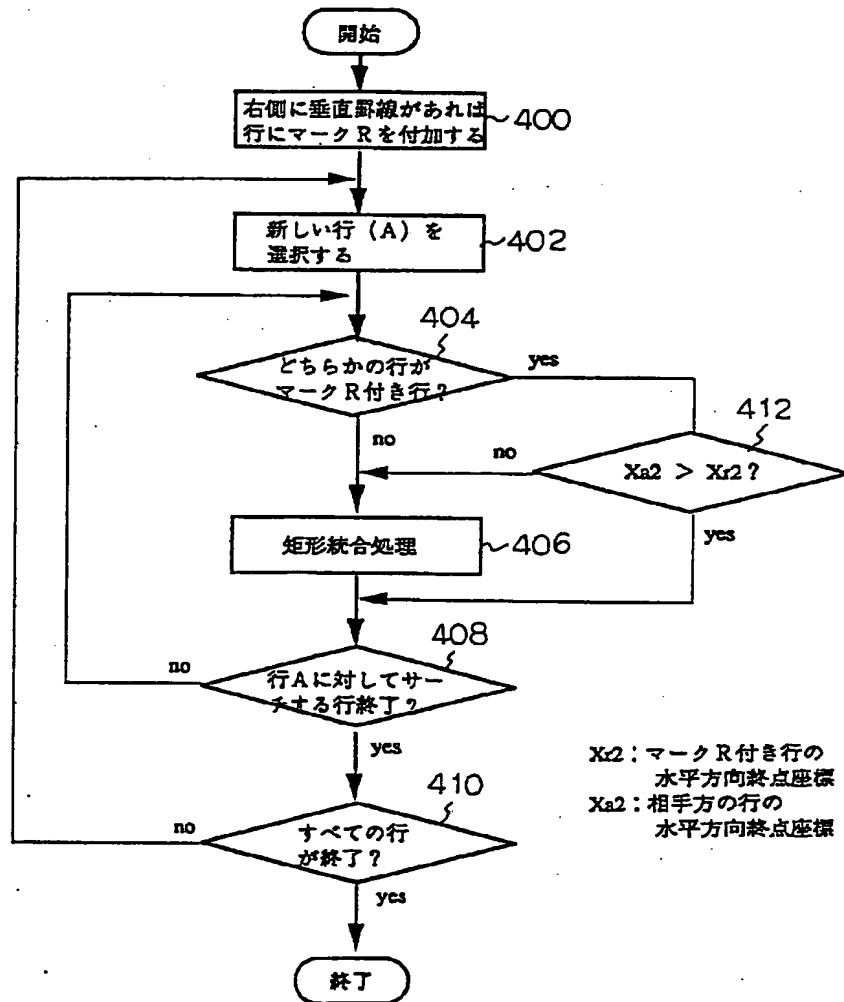 開始
右側に垂直罫線があれば
行にマークRを付加する
400
新しい行（A）を
選択する
402
404
どちらかの行が
マークR付き行？
yes
no
412
Xa2 > Xr2？
no
yes
矩形統合処理
406
408
行Aに対してサー
チする行終了？
no
yes
410
すべての行
が終了？
no
yes
終了
Xr2：マークR付き行の
水平方向終点座標
Xa2：相手方の行の
水平方向終点座標